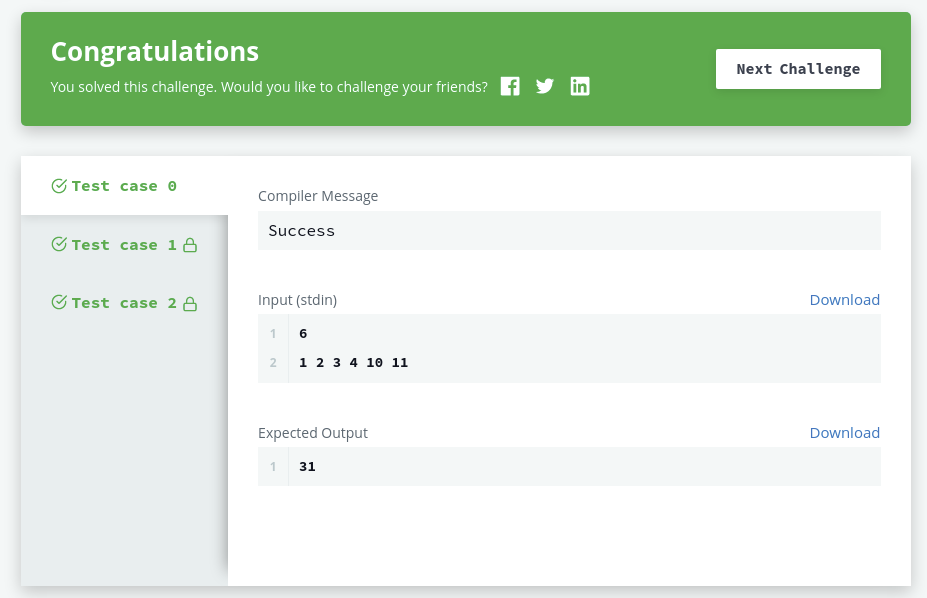 Congratulations
You solved this challenge. Would you like to challenge your friends?
Next Challenge
Test case 0
Test case 1
Test case 2
Compiler Message
Success
Input (stdin)
Download
1 6
2 1 2 3 4 10 11
Expected Output
Download
1 31